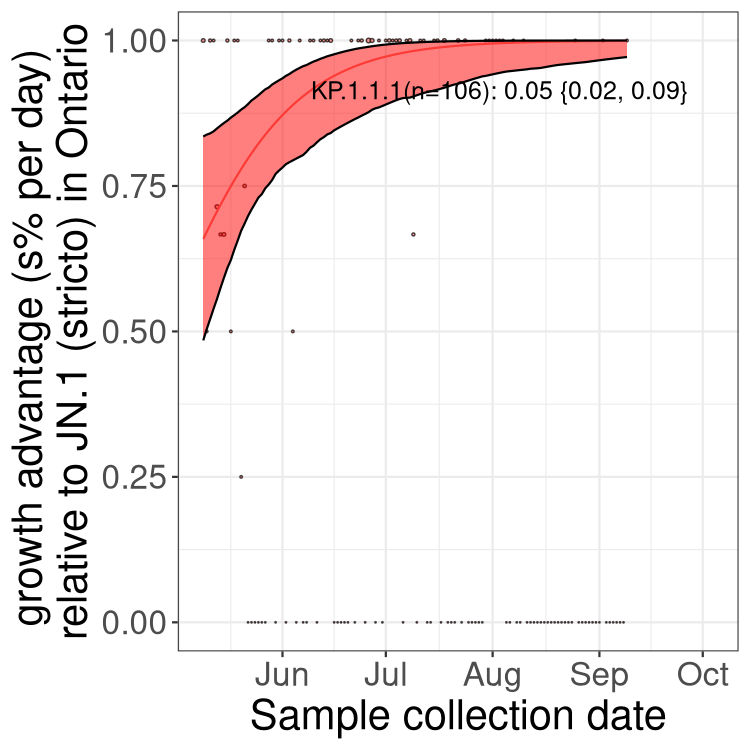 growth advantage (s% per day)
relative to JN.1 (stricto) in Ontario
1.00
0.75
0.50
0.25
0.00
KP.1.1.1(n=106): 0.05 {0.02, 0.09}
Jun Jul Aug Sep Oct
Sample collection date